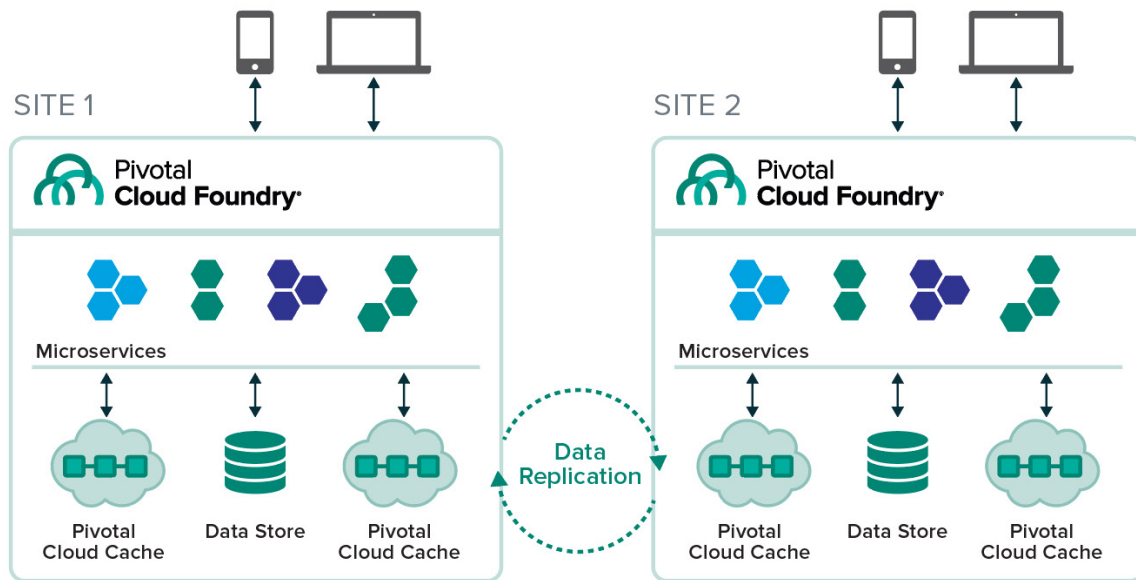 SITE 1
Pivotal
Cloud Foundry®
Microservices
Pivotal
Cloud Cache
Data Store
Pivotal
Cloud Cache
Data
Replication
SITE 2
Pivotal
Cloud Foundry®
Microservices
Pivotal
Cloud Cache
Data Store
Pivotal
Cloud Cache